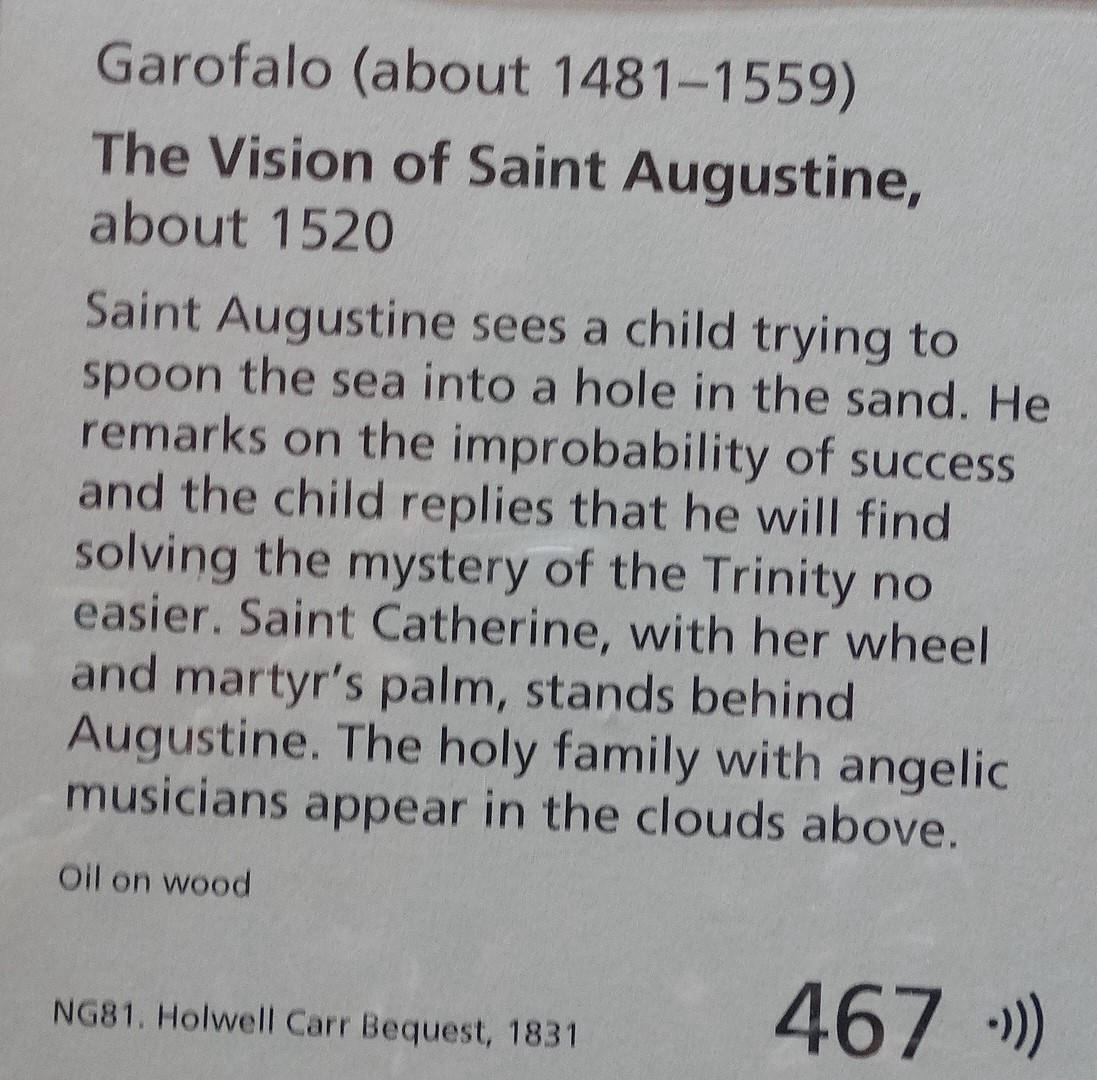 Garofalo (about 1481–1559)
The Vision of Saint Augustine,
about 1520
Saint Augustine sees a child trying to
spoon the sea into a hole in the sand. He
remarks on the improbability of success
and the child replies that he will find
solving the mystery of the Trinity no
easier. Saint Catherine, with her wheel
and martyr’s palm, stands behind
Augustine. The holy family with angelic
musicians appear in the clouds above.
Oil on wood
NG81. Holwell Carr Bequest, 1831
467